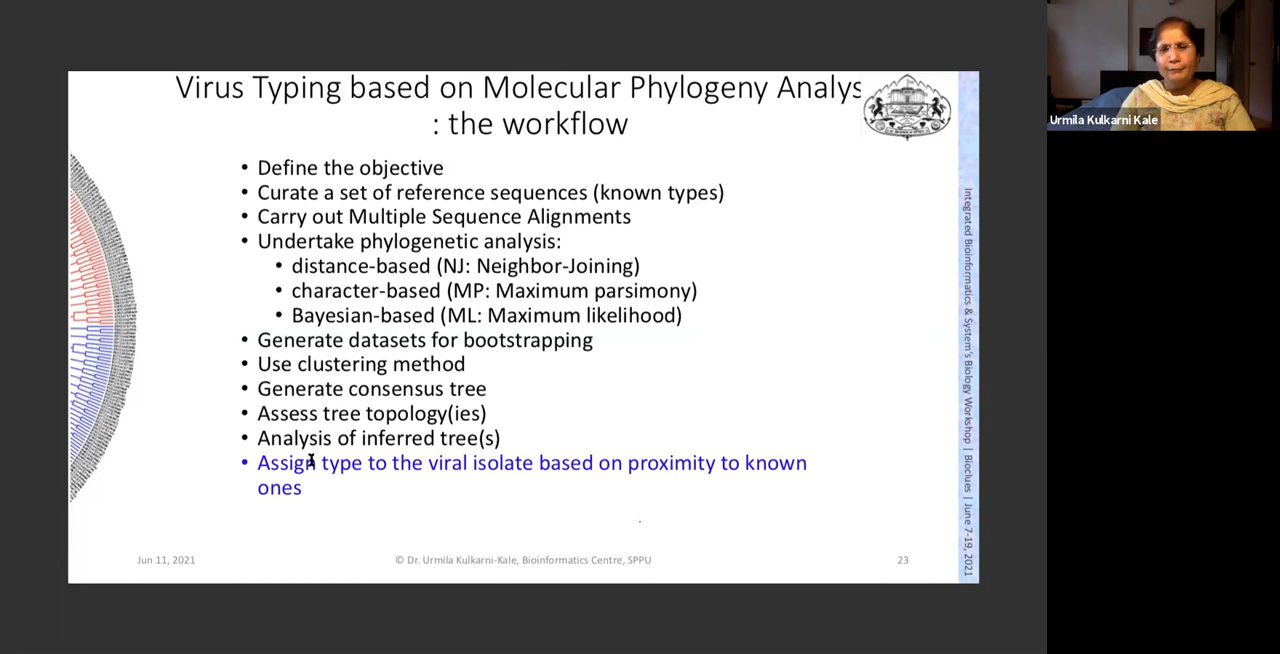 Virus Typing based on Molecular Phylogeny Analys
: the workflow
• Define the objective
• Curate a set of reference sequences (known types)
• Carry out Multiple Sequence Alignments
• Undertake phylogenetic analysis:
• distance-based (NJ: Neighbor-Joining)
• character-based (MP: Maximum parsimony)
• Bayesian-based (ML: Maximum likelihood)
• Generate datasets for bootstrapping
• Use clustering method
• Generate consensus tree
• Assess tree topology(ies)
• Analysis of inferred tree(s)
• Assign type to the viral isolate based on proximity to known
ones
Jun 11, 2021
© Dr. Urmila Kulkarni-Kale, Bioinformatics Centre, SPPU
23
Integrated Bioinformatics & System's Biology Workshop | Bioclues | June 7-19, 2021
Urmila Kulkarni Kale